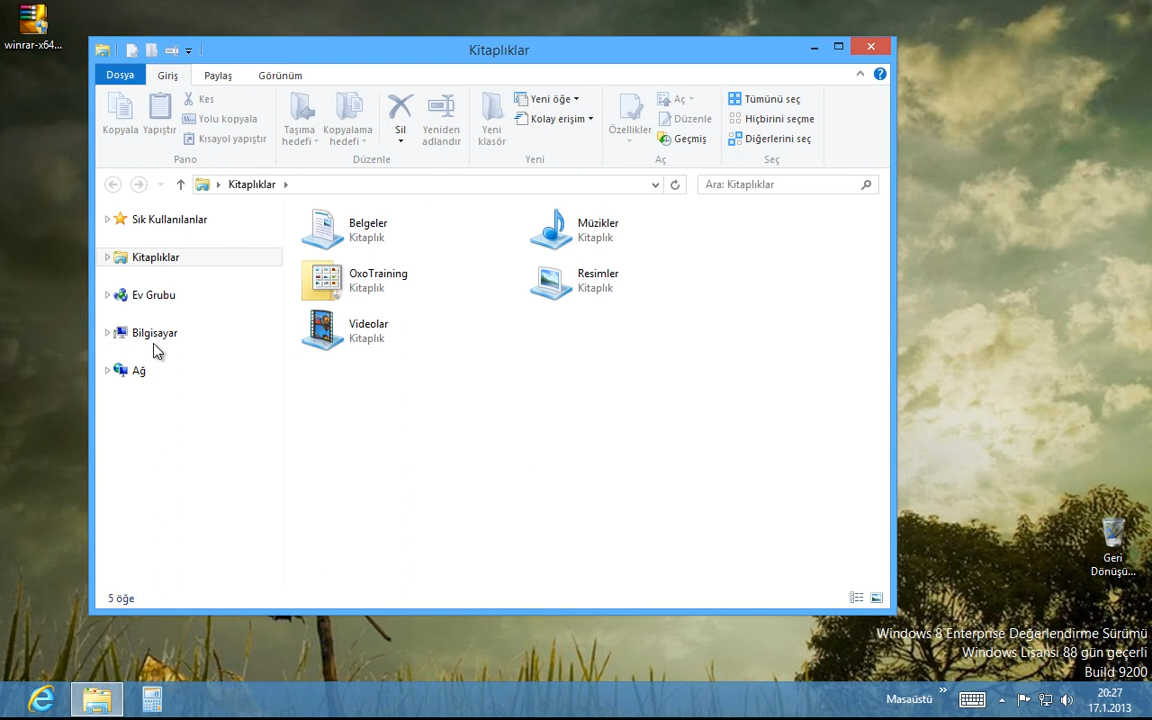 winrar-x64...
Kitaplıklar
Dosya
Giriş
Paylaş
Görünüm
Kopyala
Yapıştır
Kes
Yolu kopyala
Kısayol yapıştır
Pano
Taşıma hedefi
Kopyalama hedefi
Sil
Yeniden adlandır
Düzenle
Yeni klasör
Yeni öğe
Kolay erişim
Yeni
Özellikler
Aç
Düzenle
Geçmiş
Aç
Tümünü seç
Hiçbirini seçme
Diğerlerini seç
Seç
Kitaplıklar
Ara: Kitaplıklar
Sık Kullanılanlar
Kitaplıklar
Ev Grubu
Bilgisayar
Ağ
Belgeler
Kitaplık
Müzikler
Kitaplık
OxoTraining
Kitaplık
Resimler
Kitaplık
Videolar
Kitaplık
5 öğe
Geri
Dönüşü...
Windows 8 Enterprise Değerlendirme Sürümü
Windows Lisansı 88 gün geçerli
Build 9200
Masaüstü
20:27
17.1.2013